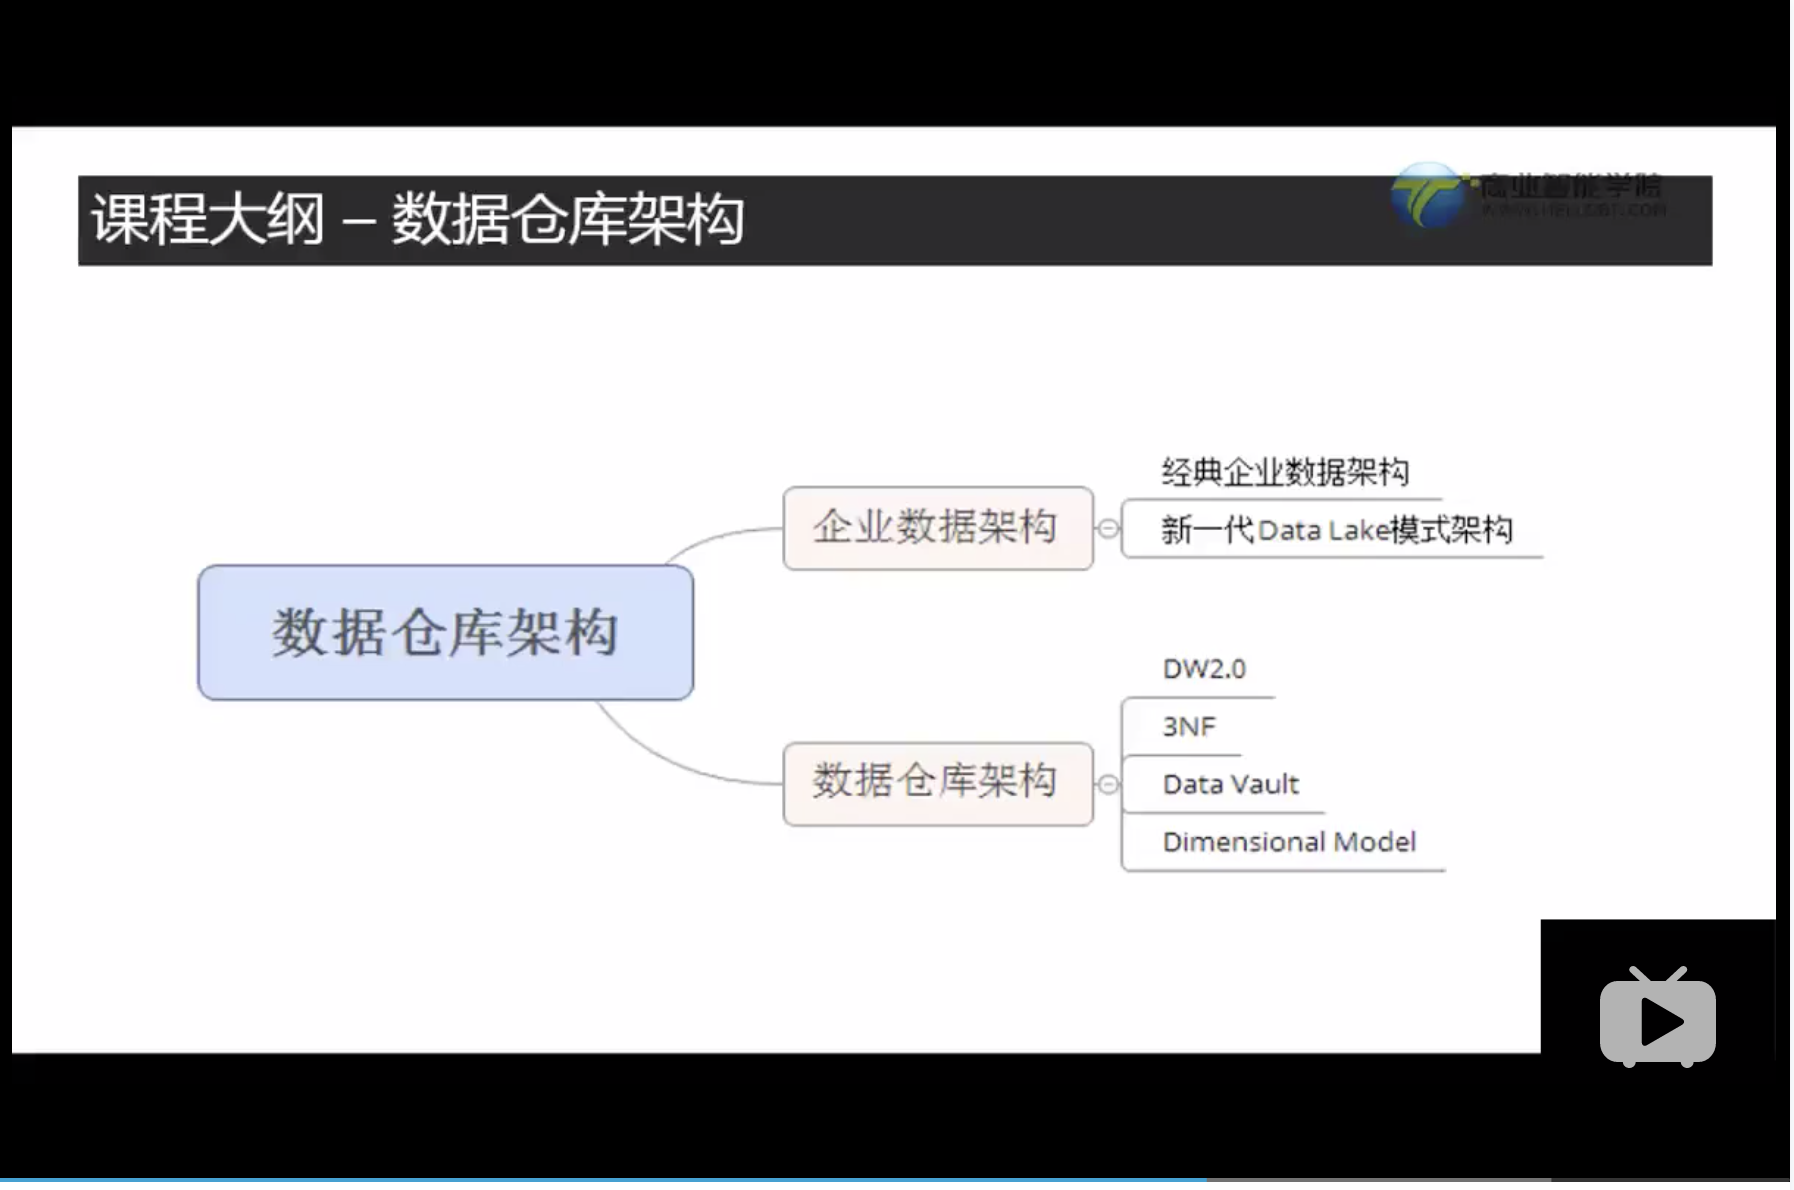 课程大纲 – 数据仓库架构
商业智能学院
WWW.HELLOBI.COM
经典企业数据架构
企业数据架构
新一代Data Lake模式架构
数据仓库架构
DW2.0
3NF
数据仓库架构
Data Vault
Dimensional Model